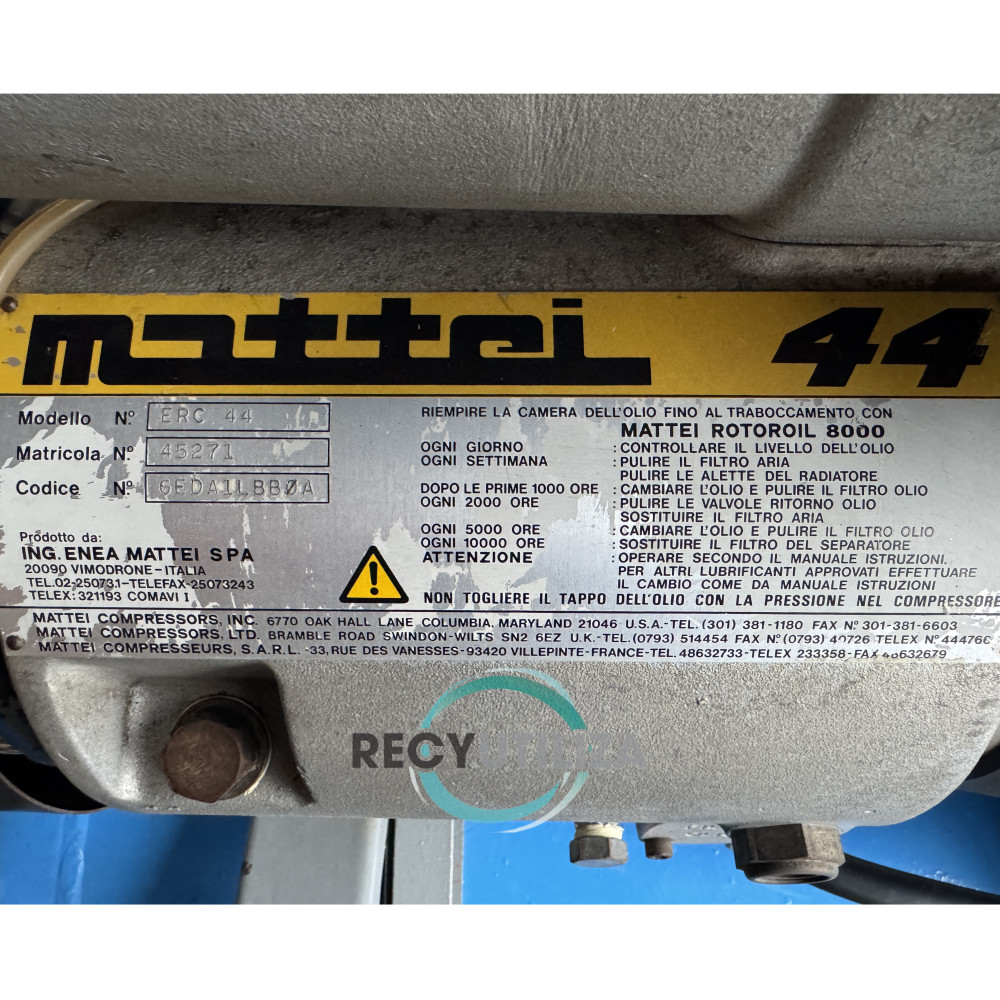 mattei 44
Modello N.º ERC 44
Matricola Nº 45271
Codice Nº
Prodotto da:
ING. ENEA MATTEI SPA
20090 VIMODRONE-ITALIA
TEL.02-250731-TELEFAX-25073243
TELEX: 321193 COMAVI I
RIEMPIRE LA CAMERA DELL'OLIO FINO AL TRABOCCAMENTO CON
MATTEI ROTOROIL 8000
OGNI GIORNO : CONTROLLARE IL LIVELLO DELL'OLIO
OGNI SETTIMANA : PULIRE IL FILTRO ARIA
PULIRE LE ALETTE DEL RADIATORE
DOPO LE PRIME 1000 ORE : CAMBIARE L'OLIO E PULIRE IL FILTRO OLIO
OGNI 2000 ORE : PULIRE LE VALVOLE RITORNO OLIO
SOSTITUIRE IL FILTRO ARIA
OGNI 5000 ORE : CAMBIARE L'OLIO E PULIRE IL FILTRO OLIO
OGNI 10000 ORE : SOSTITUIRE IL FILTRO DEL SEPARATORE
ATTENZIONE : OPERARE SECONDO IL MANUALE ISTRUZIONI.
PER ALTRI LUBRIFICANTI APPROVATI EFFETTUARE
IL CAMBIO COME DA MANUALE ISTRUZIONI
!
NON TOGLIERE IL TAPPO DELL'OLIO CON LA PRESSIONE NEL COMPRESSORE
MATTEI COMPRESSORS, INC. 6770 OAK HALL LANE COLUMBIA, MARYLAND 21046 U.S.A.-TEL. (301) 381-1180 FAX Nº 301-381-6603
MATTEI COMPRESSORS, LTD. BRAMBLE ROAD SWINDON-WILTS SN2 6EZ U.K.-TEL. (0793) 514454 FAX Nº (0793) 40726 TELEX Nº 444766
MATTEI COMPRESSEURS, S.A.R.L. -33, RUE DES VANESSES-93420 VILLEPINTE-FRANCE-TEL. 48632733-TELEX 233358-FAX 48632679
RECYUTILIZA